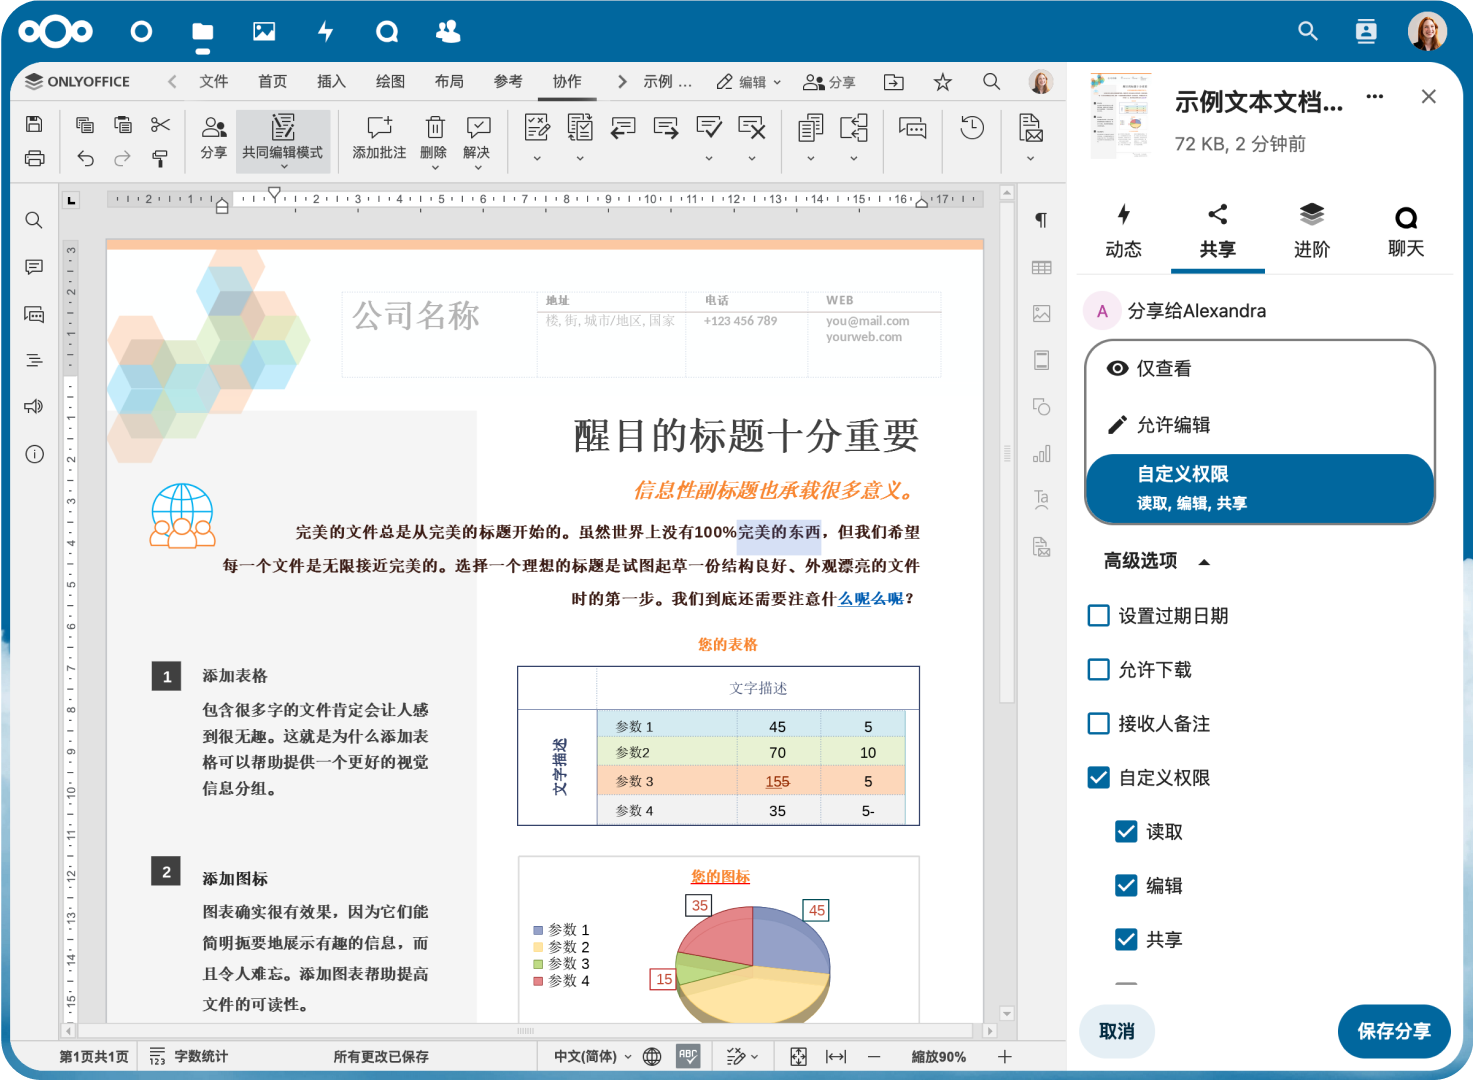 ONLYOFFICE
文件
首页
插入
绘图
布局
参考
协作
示例 ...
编辑
分享
分享
共同编辑模式
添加批注
删除
解决
公司名称
地址
楼, 街, 城市/地区, 国家
电话
+123 456 789
WEB
you@mail.com
yourweb.com
醒目的标题十分重要
信息性副标题也承载很多意义。
完美的文件总是从完美的标题开始的。虽然世界上没有100%完美的东西，但我们希望
每一个文件是无限接近完美的。选择一个理想的标题是试图起草一份结构良好、外观漂亮的文件
时的第一步。我们到底还需要注意什么呢么呢？
1
添加表格
包含很多字的文件肯定会让人感
到很无趣。这就是为什么添加表
格可以帮助提供一个更好的视觉
信息分组。
2
添加图标
图表确实很有效果，因为它们能
简明扼要地展示有趣的信息，而
且令人难忘。添加图表帮助提高
文件的可读性。
您的表格
文字描述
文字描述
参数 1 45 5
参数2 70 10
参数 3 155 5
参数 4 35 5-
您的图标
参数 1
参数 2
参数 3
参数 4
35
45
15
第1页共1页
字数统计
所有更改已保存
中文(简体)
ABC
缩放90%
示例文本文档...
72 KB, 2 分钟前
动态
共享
进阶
聊天
A
分享给Alexandra
仅查看
允许编辑
自定义权限
读取, 编辑, 共享
高级选项
设置过期日期
允许下载
接收人备注
自定义权限
读取
编辑
共享
取消
保存分享